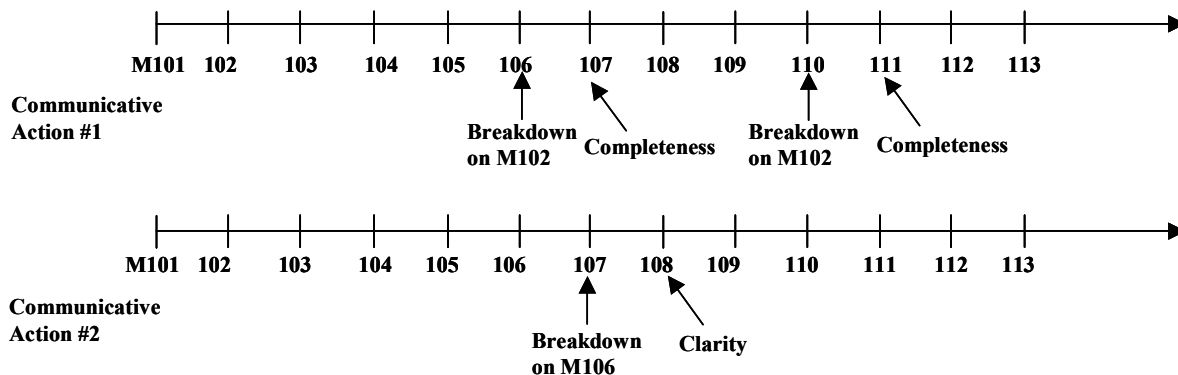 M101 102 103 104 105 106 107 108 109 110 111 112 113
Communicative
Action #1
Breakdown
on M102
Completeness
Breakdown
on M102
Completeness
M101 102 103 104 105 106 107 108 109 110 111 112 113
Communicative
Action #2
Breakdown
on M106
Clarity